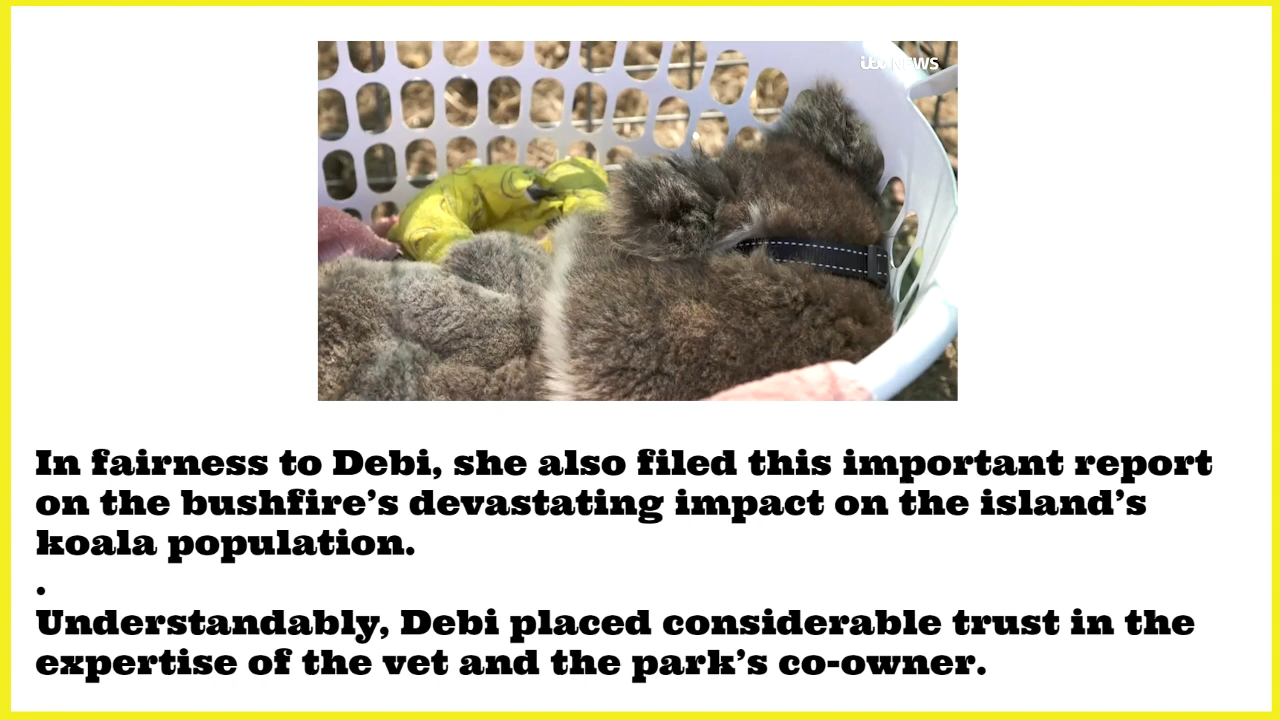 itv NEWS
In fairness to Debi, she also filed this important report
on the bushfire’s devastating impact on the island’s
koala population.
.
Understandably, Debi placed considerable trust in the
expertise of the vet and the park’s co-owner.